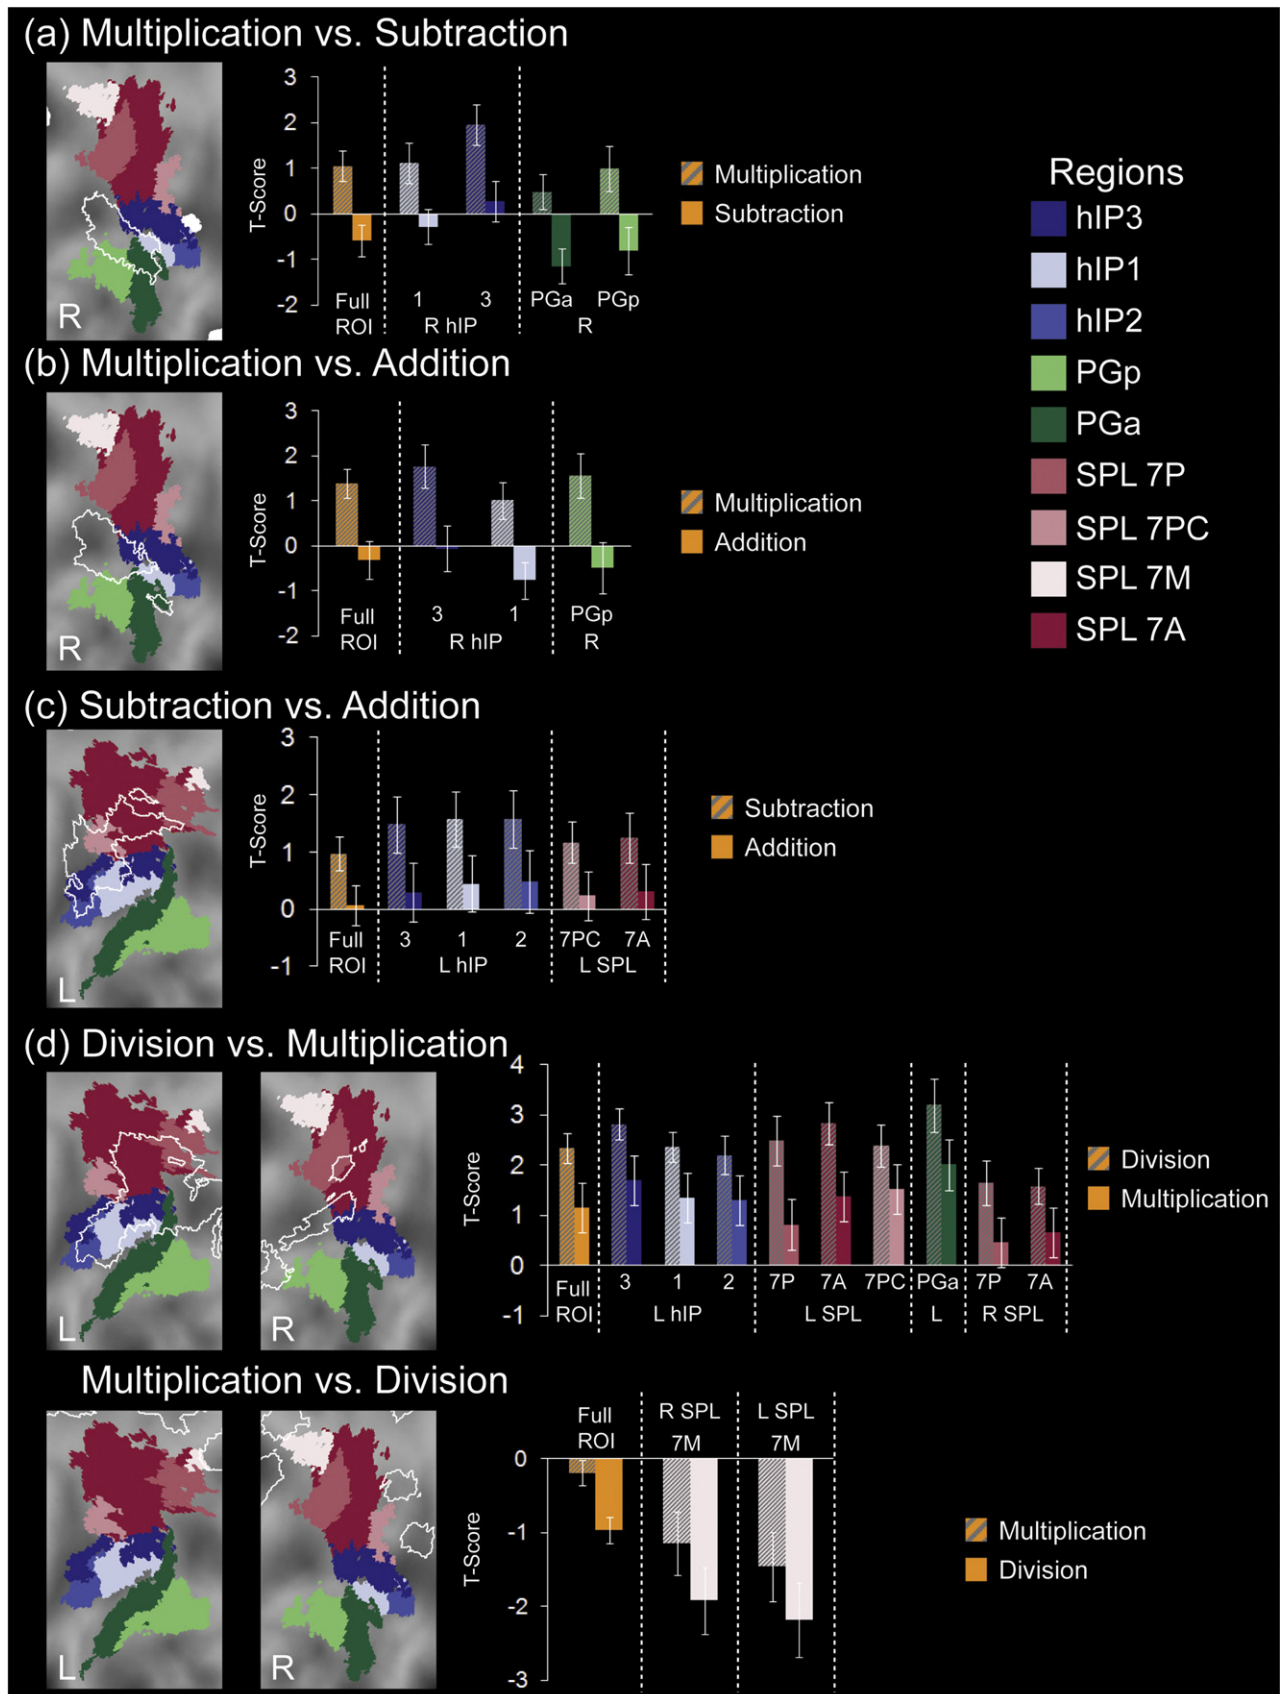 (a) Multiplication vs. Subtraction
R
T-Score
3
2
1
0
-1
-2
Full ROI
1
3
R hIP
PGa
PGp
R
Multiplication
Subtraction
Regions
hIP3
hIP1
hIP2
PGp
PGa
SPL 7P
SPL 7PC
SPL 7M
SPL 7A
(b) Multiplication vs. Addition
R
T-Score
3
2
1
0
-1
-2
Full ROI
3
1
R hIP
PGp
R
Multiplication
Addition
(c) Subtraction vs. Addition
L
T-Score
3
2
1
0
-1
Full ROI
3
1
2
L hIP
7PC
7A
L SPL
Subtraction
Addition
(d) Division vs. Multiplication
L
R
T-Score
4
3
2
1
0
-1
Full ROI
3
1
2
L hIP
7P
7A
7PC
L SPL
PGa
L
7P
7A
R SPL
Division
Multiplication
Multiplication vs. Division
L
R
T-Score
0
-1
-2
-3
Full ROI
R SPL
7M
L SPL
7M
Multiplication
Division